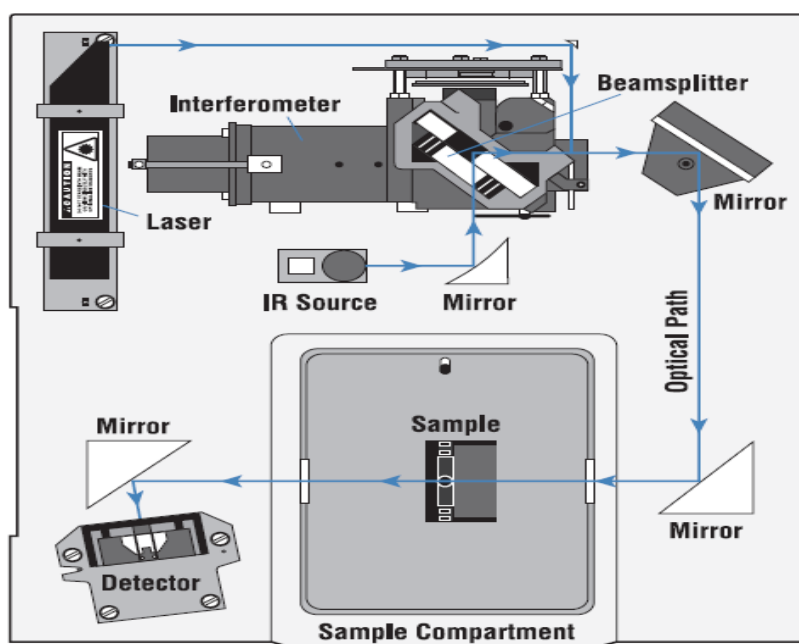 Interferometer
Beamsplitter
CAUTION
Laser
Mirror
IR Source
Mirror
Optical Path
Mirror
Sample
Mirror
Detector
Sample Compartment